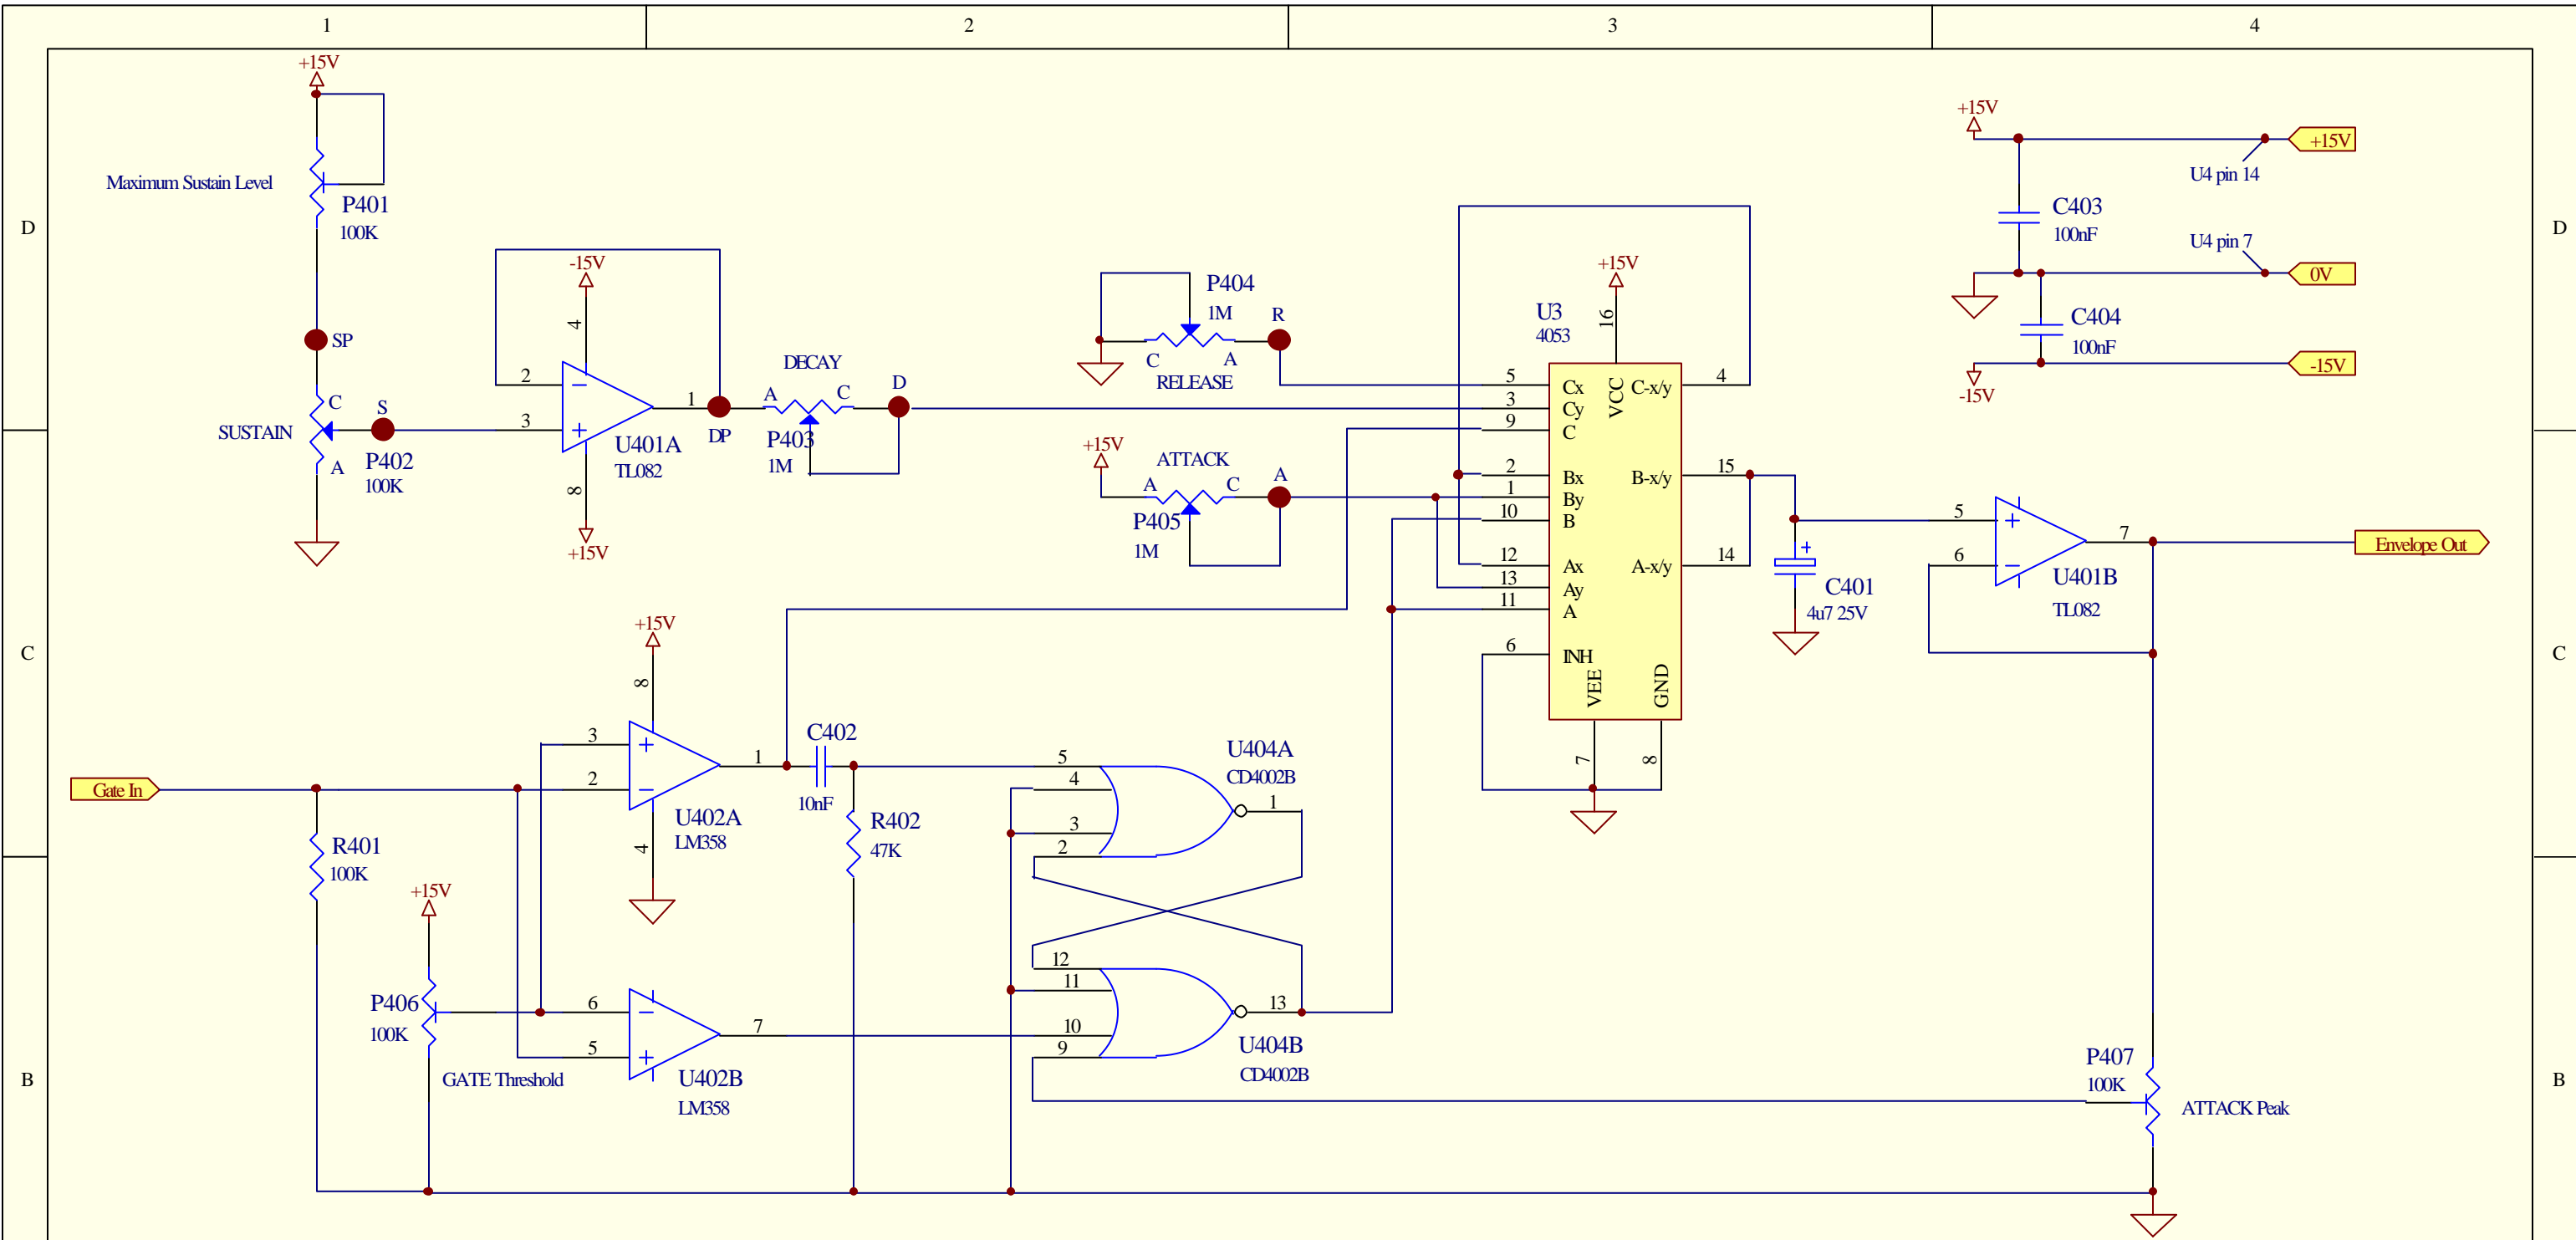 1
2
3
4
D
D
C
C
B
B
+15V
Maximum Sustain Level
P401
100K
SP
C
S
SUSTAIN
A
P402
100K
-15V
4
2
3
1
8
U401A
TL082
+15V
DP
DECAY
A
C
D
P403
1M
P404
1M
R
C
A
RELEASE
+15V
ATTACK
A
C
A
P405
1M
U3
4053
+15V
16
VCC
5
Cx
3
Cy
9
C
2
Bx
1
By
10
B
12
Ax
13
Ay
11
A
6
INH
C-x/y
4
B-x/y
15
A-x/y
14
VEE
GND
7
8
+15V
+15V
U4 pin 14
C403
100nF
U4 pin 7
0V
C404
100nF
-15V
-15V
+
C401
4u7 25V
5
6
7
U401B
TL082
Envelope Out
Gate In
R401
100K
+15V
8
3
2
1
4
U402A
LM358
C402
10nF
R402
47K
+15V
P406
100K
GATE Threshold
6
5
7
U402B
LM358
5
4
3
2
1
U404A
CD4002B
12
11
10
9
13
U404B
CD4002B
P407
100K
ATTACK Peak